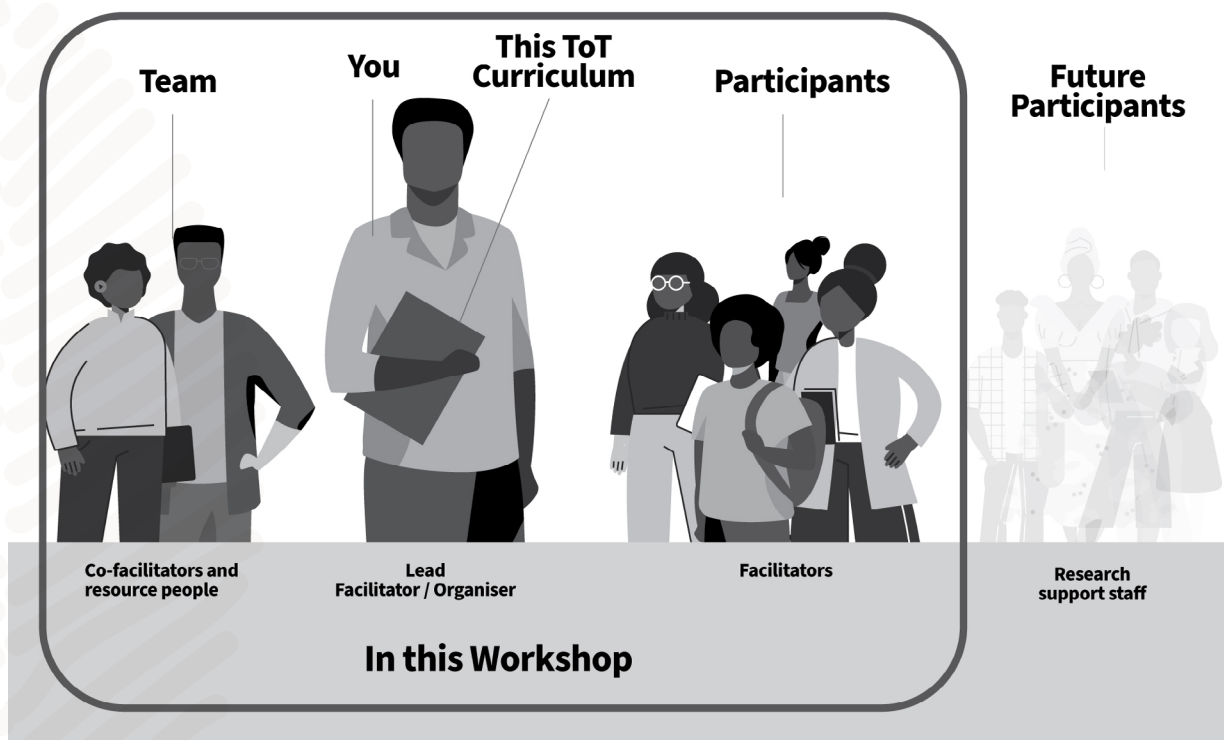 Team
You
This ToT
Curriculum
Participants
Future
Participants
Co-facilitators and
resource people
Lead
Facilitator / Organiser
Facilitators
Research
support staff
In this Workshop